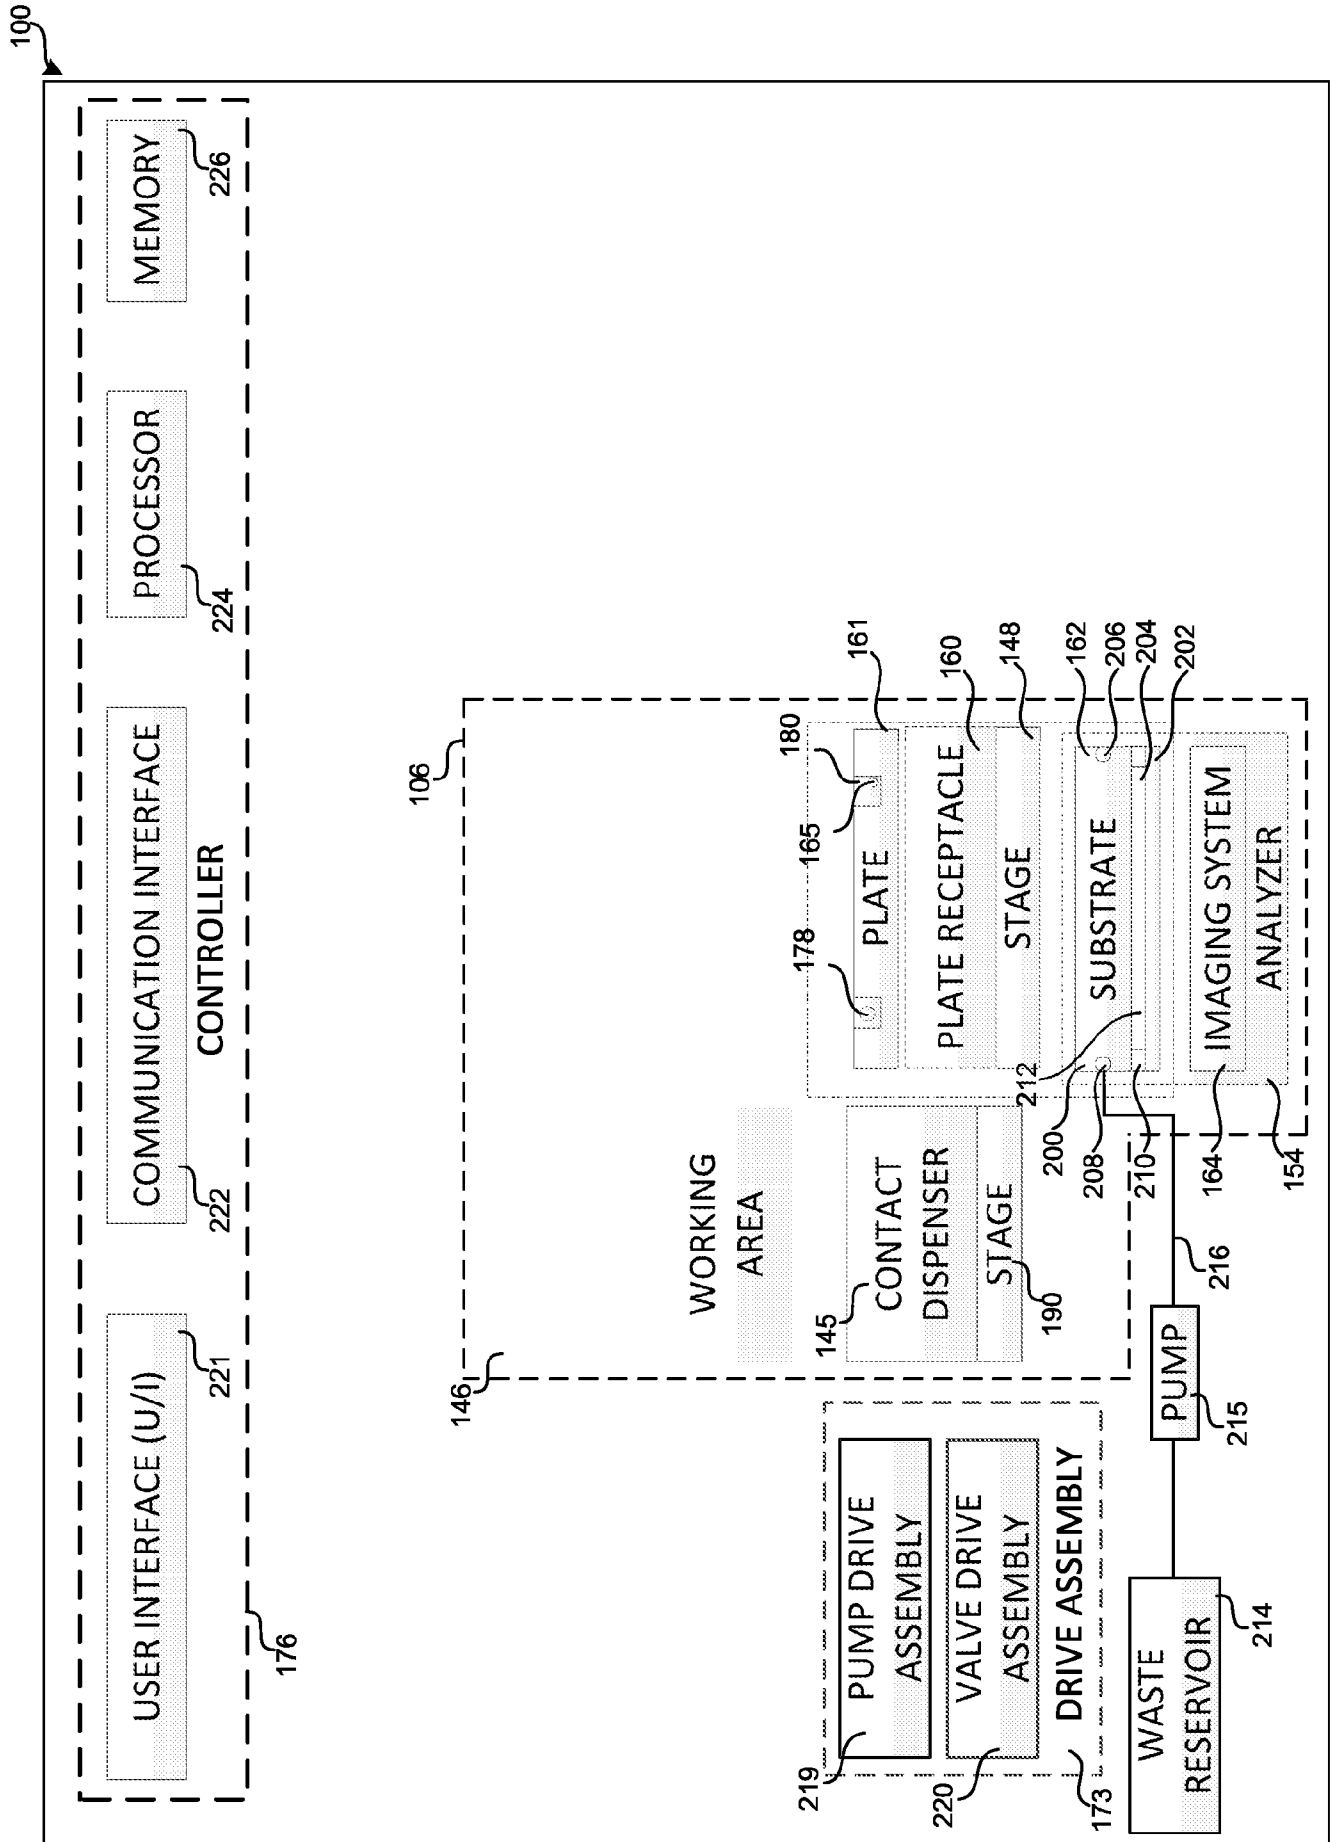 100
USER INTERFACE (U/I)
221
COMMUNICATION INTERFACE
222
PROCESSOR
224
MEMORY
226
CONTROLLER
176
106
146
WORKING
AREA
145
CONTACT
DISPENSER
STAGE
190
178
180
165
161
PLATE
160
PLATE RECEPTACLE
148
STAGE
212
200
SUBSTRATE
162
206
208
204
210
202
164
IMAGING SYSTEM
154
ANALYZER
219
PUMP DRIVE
ASSEMBLY
220
VALVE DRIVE
ASSEMBLY
DRIVE ASSEMBLY
173
216
PUMP
215
WASTE
RESERVOIR
214